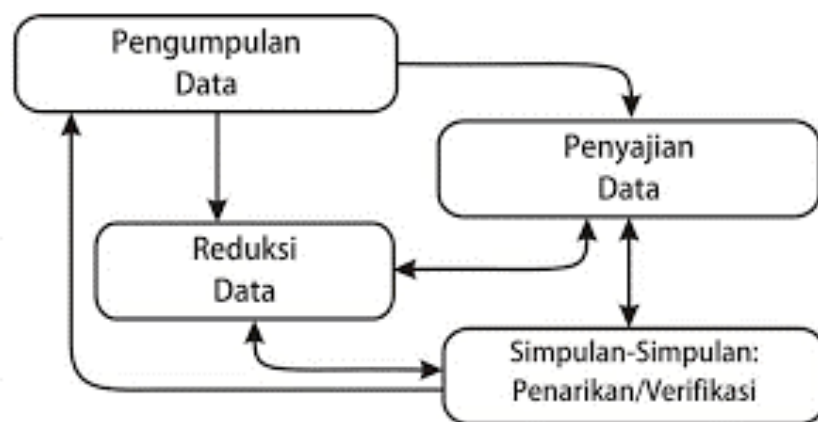 Pengumpulan
Data
Penyajian
Data
Reduksi
Data
Simpulan-Simpulan:
Penarikan/Verifikasi